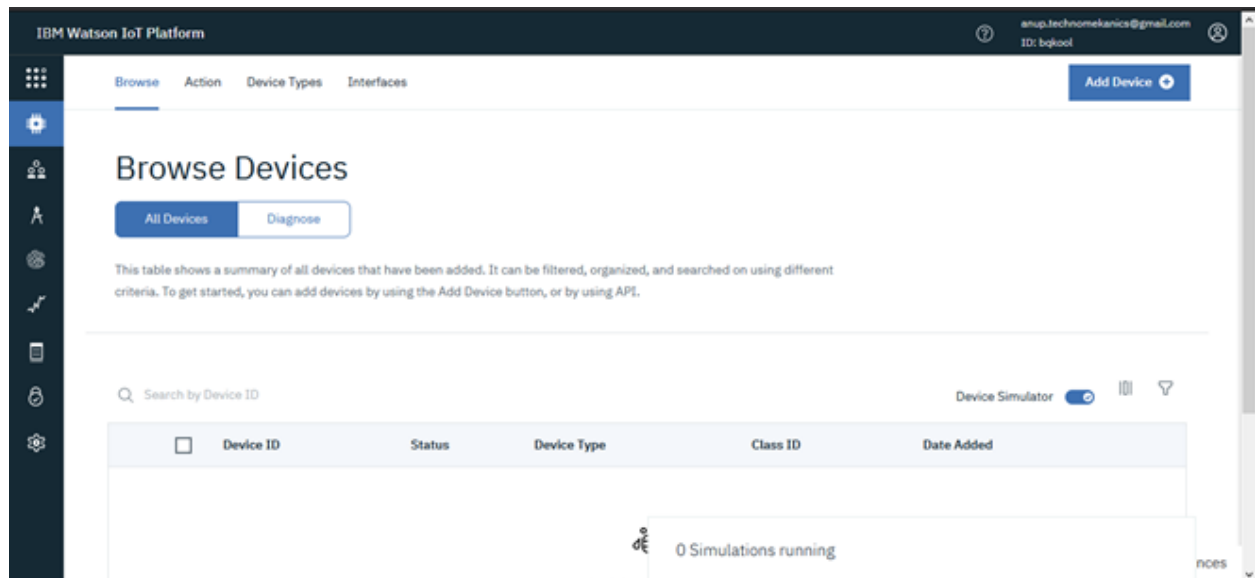 IBM Watson IoT Platform
anup.technomekanics@gmail.com
ID: bqkool
Browse Action Device Types Interfaces
Add Device
Browse Devices
All Devices Diagnose
This table shows a summary of all devices that have been added. It can be filtered, organized, and searched on using different
criteria. To get started, you can add devices by using the Add Device button, or by using API.
Search by Device ID
Device Simulator
Device ID Status Device Type Class ID Date Added
0 Simulations running
nces